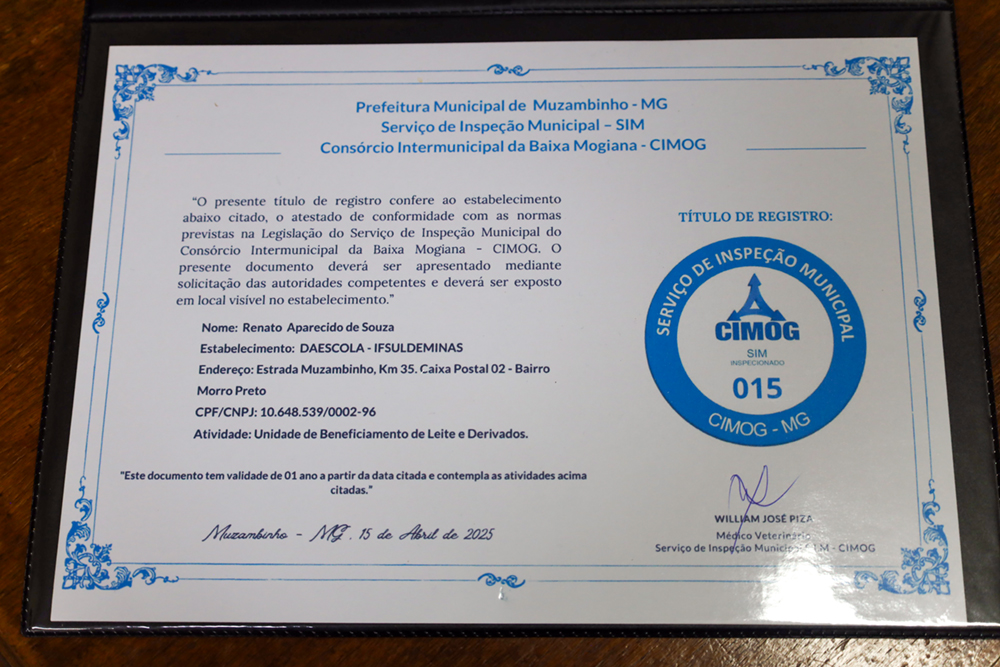 Prefeitura Municipal de Muzambinho - MG
Serviço de Inspeção Municipal – SIM
Consórcio Intermunicipal da Baixa Mogiana - CIMOG
“O presente título de registro confere ao estabelecimento
abaixo citado, o atestado de conformidade com as normas
previstas na Legislação do Serviço de Inspeção Municipal do
Consórcio Intermunicipal da Baixa Mogiana - CIMOG. O
presente documento deverá ser apresentado mediante
solicitação das autoridades competentes e deverá ser exposto
em local visível no estabelecimento.”
Nome: Renato Aparecido de Souza
Estabelecimento: DAESCOLA - IFSULDEMINAS
Endereço: Estrada Muzambinho, Km 35. Caixa Postal 02 - Bairro
Morro Preto
CPF/CNPJ: 10.648.539/0002-96
Atividade: Unidade de Beneficiamento de Leite e Derivados.
"Este documento tem validade de 01 ano a partir da data citada e contempla as atividades acima
citadas."
Muzambinho - MG, 15 de Abril de 2025
TÍTULO DE REGISTRO:
SERVIÇO DE INSPEÇÃO MUNICIPAL
CIMOG
SIM
INSPECIONADO
015
CIMOG - MG
WILLIAM JOSÉ PIZA
Médico Veterinário
Serviço de Inspeção Municipal - CIMOG